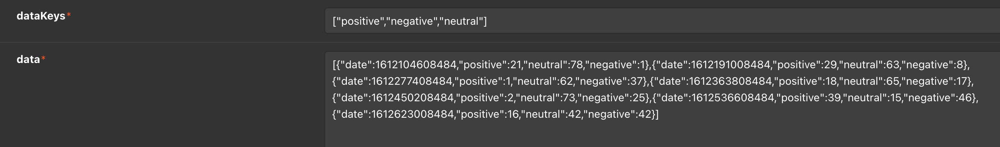 dataKeys*
["positive","negative","neutral"]
data*
[{"date":1612104608484,"positive":21,"neutral":78,"negative":1},{"date":1612191008484,"positive":29,"neutral":63,"negative":8},
{"date":1612277408484,"positive":1,"neutral":62,"negative":37},{"date":1612363808484,"positive":18,"neutral":65,"negative":17},
{"date":1612450208484,"positive":2,"neutral":73,"negative":25},{"date":1612536608484,"positive":39,"neutral":15,"negative":46},
{"date":1612623008484,"positive":16,"neutral":42,"negative":42}]